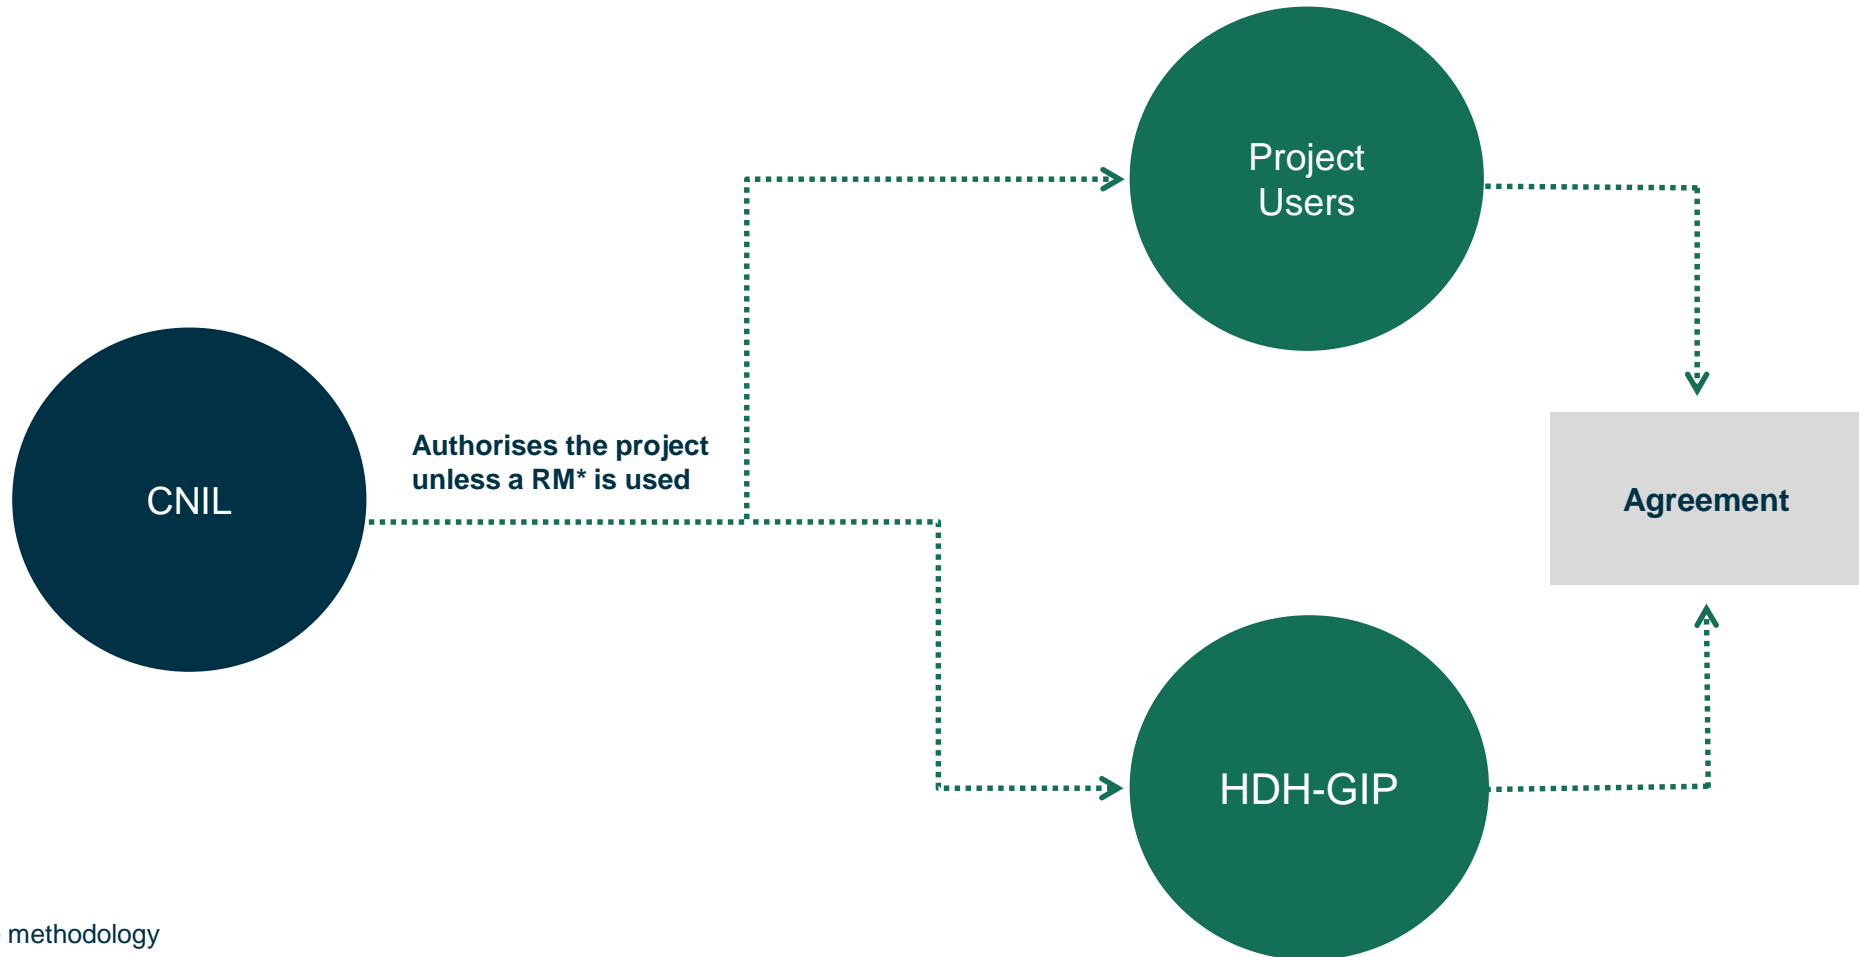 Project
Users
Authorises the project
unless a RM* is used
CNIL
Agreement
HDH-GIP
methodology